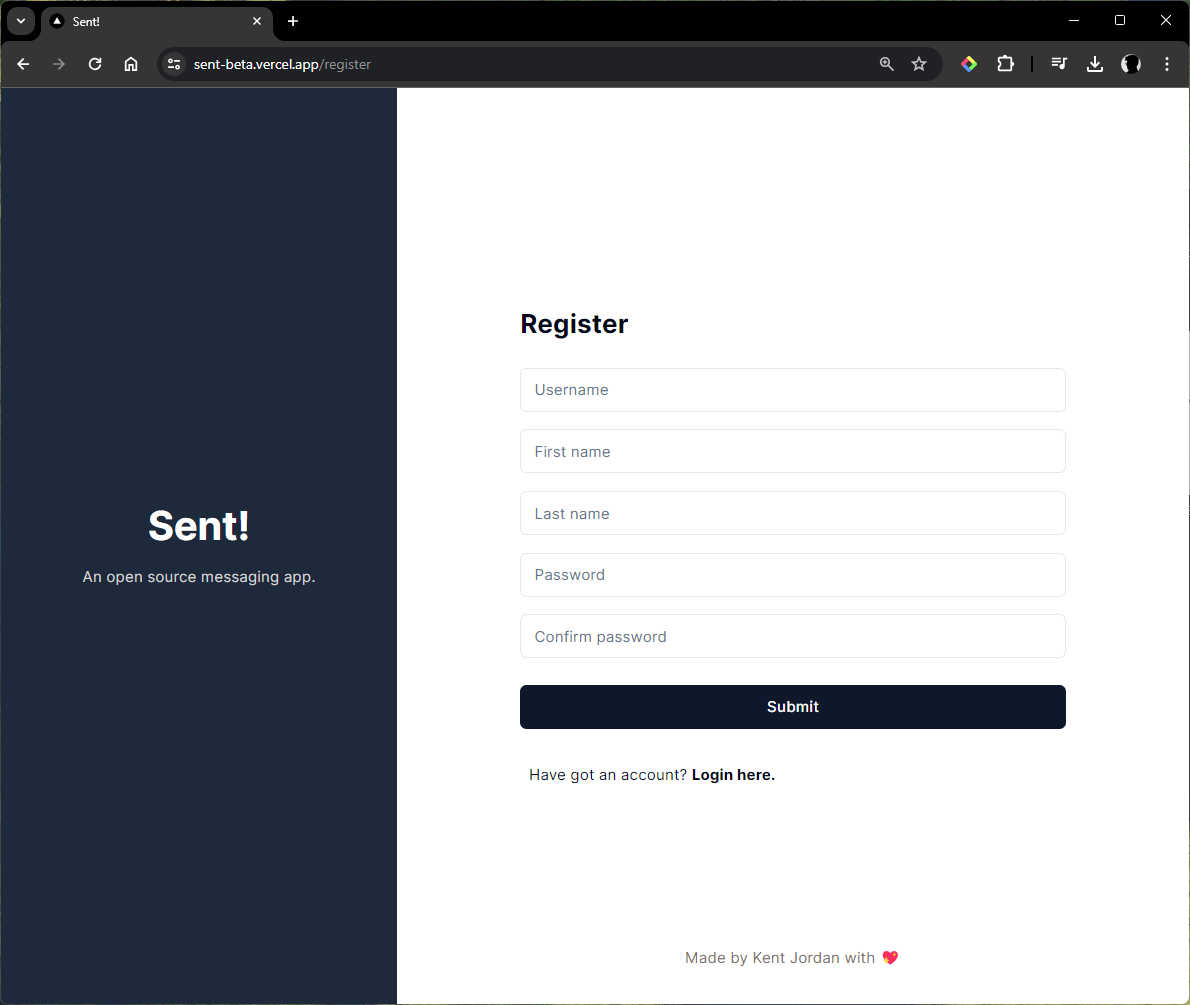 Sent!
sent-beta.vercel.app/register
Sent!
An open source messaging app.
Register
Username
First name
Last name
Password
Confirm password
Submit
Have got an account? Login here.
Made by Kent Jordan with 💖